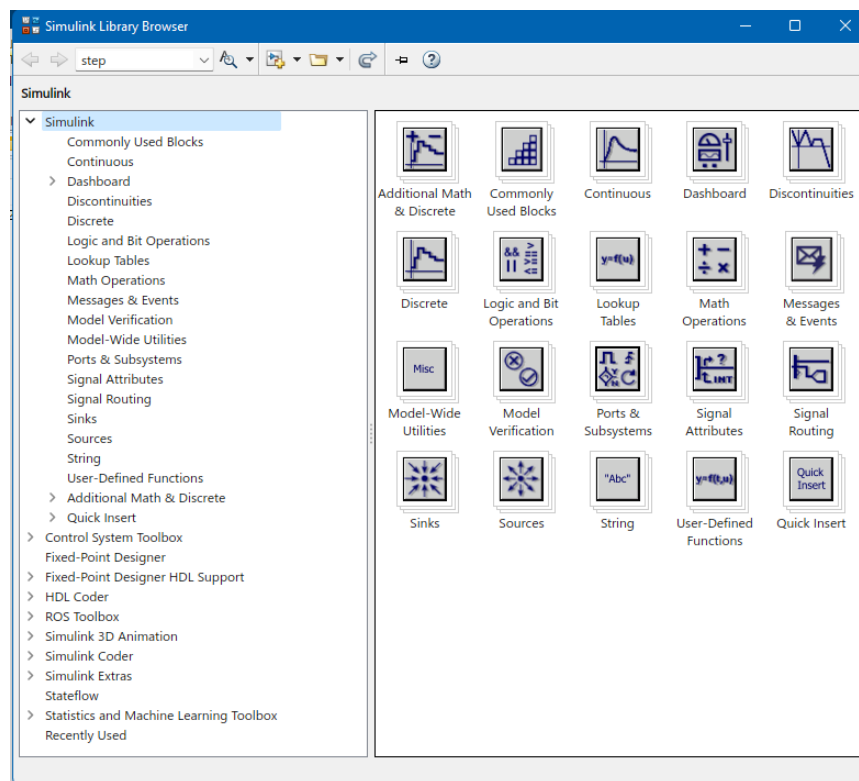 Simulink Library Browser
step
Simulink
Simulink
Commonly Used Blocks
Continuous
Dashboard
Discontinuities
Discrete
Logic and Bit Operations
Lookup Tables
Math Operations
Messages & Events
Model Verification
Model-Wide Utilities
Ports & Subsystems
Signal Attributes
Signal Routing
Sinks
Sources
String
User-Defined Functions
Additional Math & Discrete
Quick Insert
Control System Toolbox
Fixed-Point Designer
Fixed-Point Designer HDL Support
HDL Coder
ROS Toolbox
Simulink 3D Animation
Simulink Coder
Simulink Extras
Stateflow
Statistics and Machine Learning Toolbox
Recently Used
Additional Math
& Discrete
Commonly
Used Blocks
Continuous
Dashboard
Discontinuities
Discrete
&& >
|| >=
<=
Logic and Bit
Operations
y=f(u)
Lookup
Tables
+ −
÷ ×
Math
Operations
Messages
& Events
Misc
Model-Wide
Utilities
Model
Verification
Ports &
Subsystems
?
INT
Signal
Attributes
Signal
Routing
Sinks
Sources
"Abc"
String
y=f(t,u)
User-Defined
Functions
Quick
Insert
Quick Insert